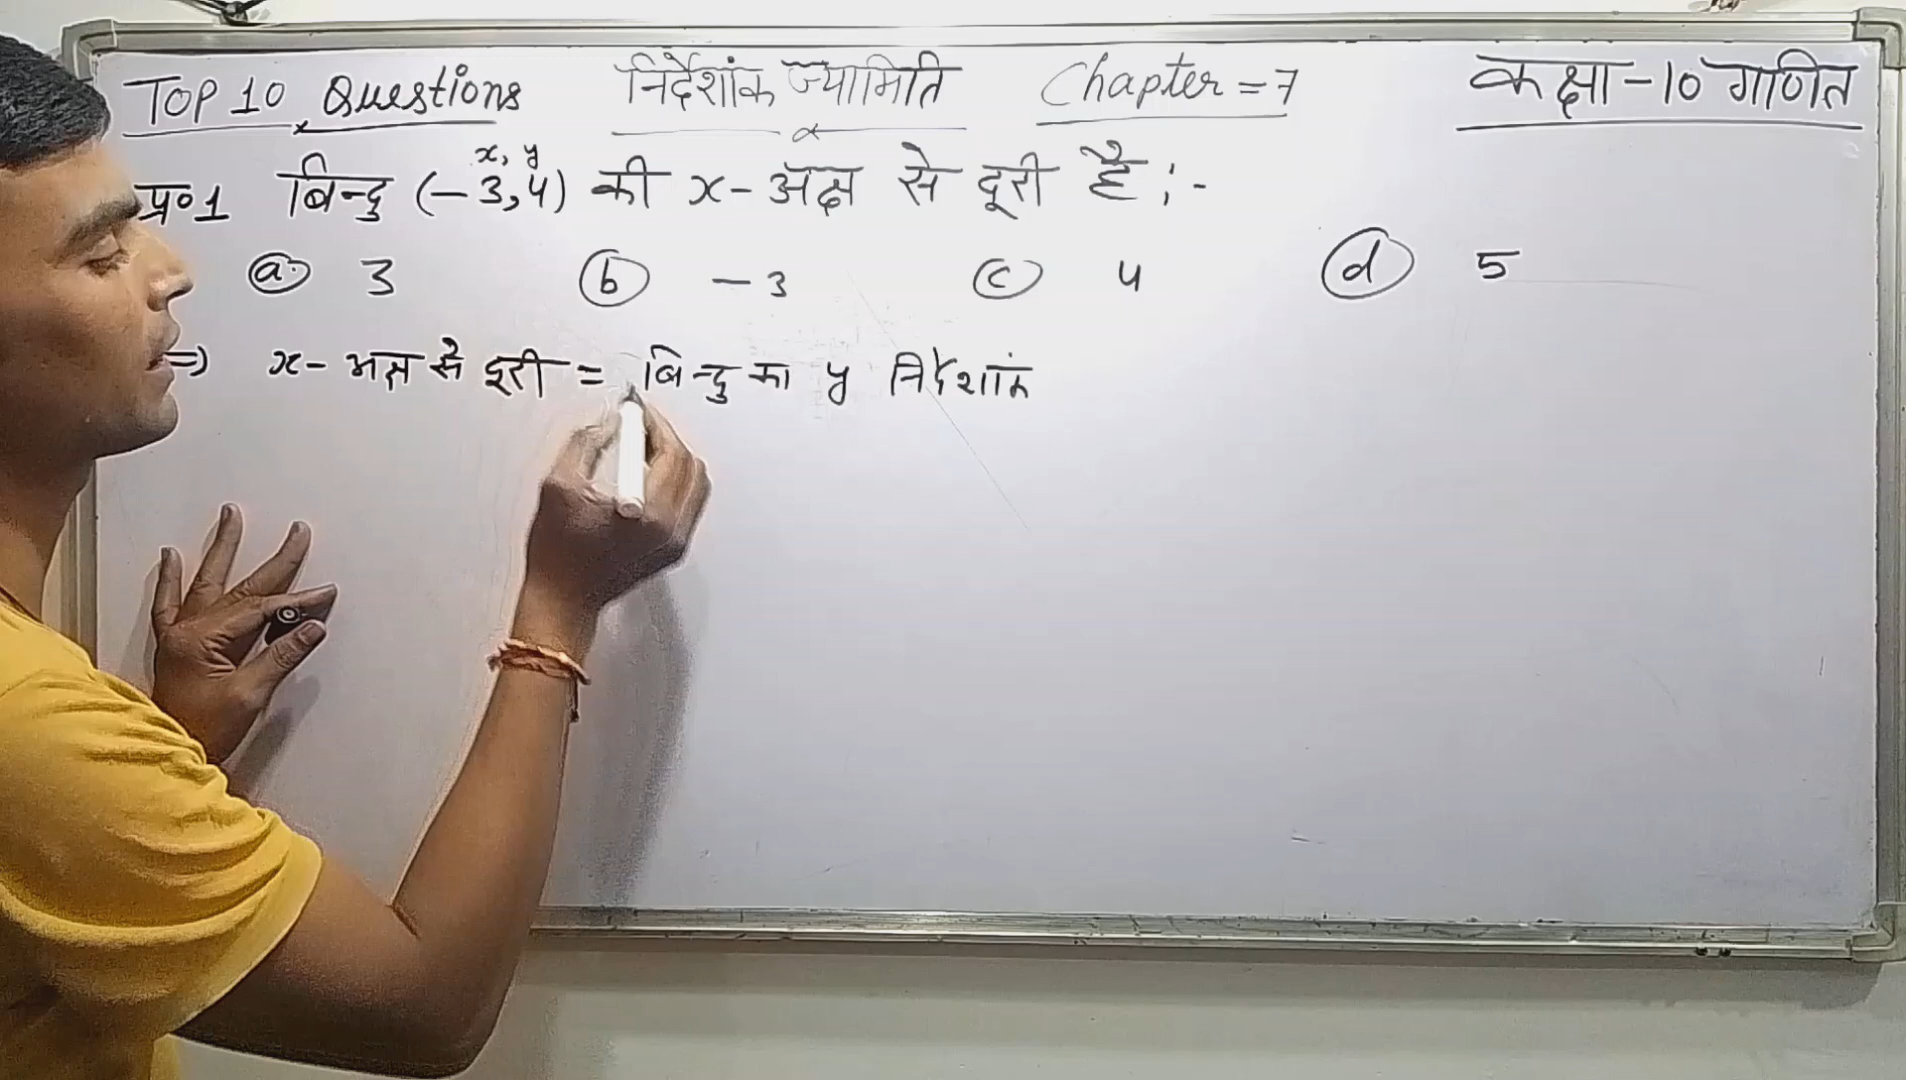 TOP 10 Questions निर्देशांक ज्यामिति Chapter = 7 कक्षा - 10 गणित
x, y
प्र०1 बिन्दु (-3,4) की x- अक्ष से दूरी है :-
(a) 3 (b) -3 (c) 4 (d) 5
=> x- अक्ष से दूरी = बिन्दु का y निर्देशांक